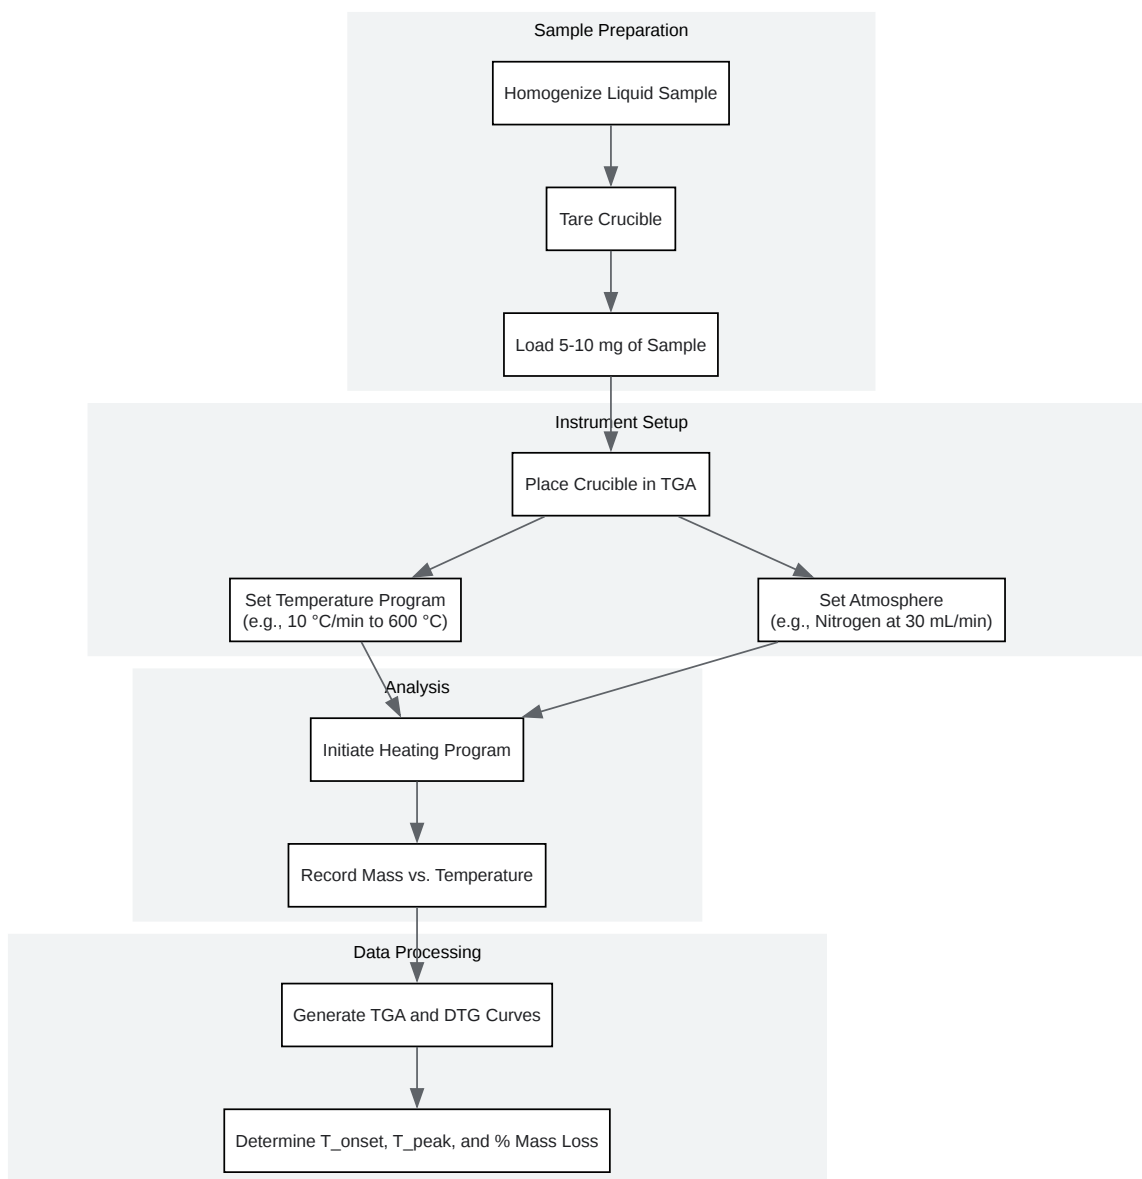 Sample Preparation
Homogenize Liquid Sample
Tare Crucible
Load 5-10 mg of Sample
Instrument Setup
Place Crucible in TGA
Set Temperature Program
(e.g., 10 °C/min to 600 °C)
Set Atmosphere
(e.g., Nitrogen at 30 mL/min)
Analysis
Initiate Heating Program
Record Mass vs. Temperature
Data Processing
Generate TGA and DTG Curves
Determine T_onset, T_peak, and % Mass Loss